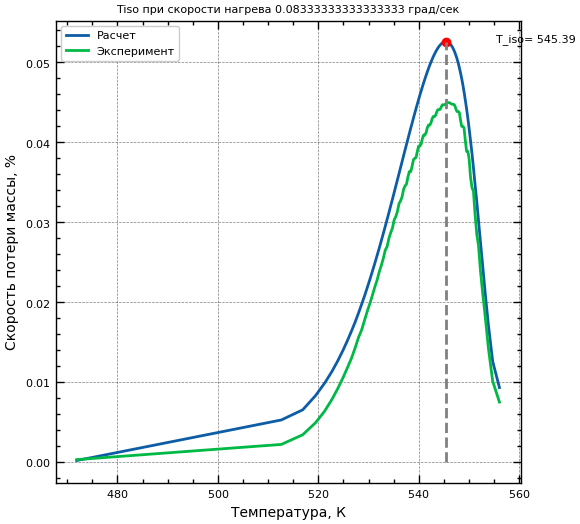 Tiso при скорости нагрева 0.08333333333333333 град/сек
Расчет
Эксперимент
T_iso= 545.39
0.05
0.04
0.03
0.02
0.01
0.00
Скорость потери массы, %
480
500
520
540
560
Температура, К